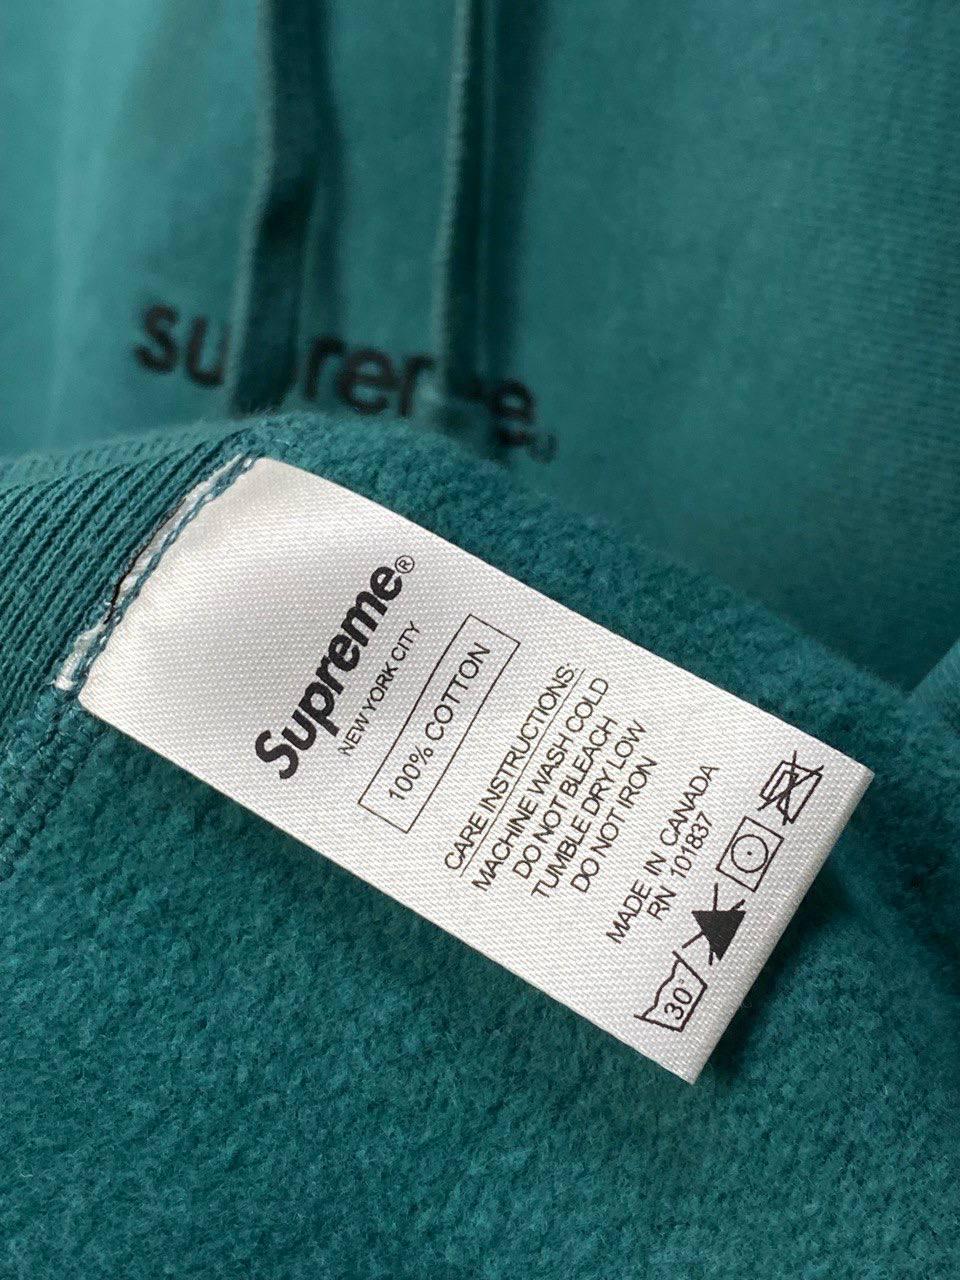 supreme
Supreme®
NEW YORK CITY
100% COTTON
CARE INSTRUCTIONS:
MACHINE WASH COLD
DO NOT BLEACH
TUMBLE DRY LOW
DO NOT IRON
MADE IN CANADA
RN 101837
30°